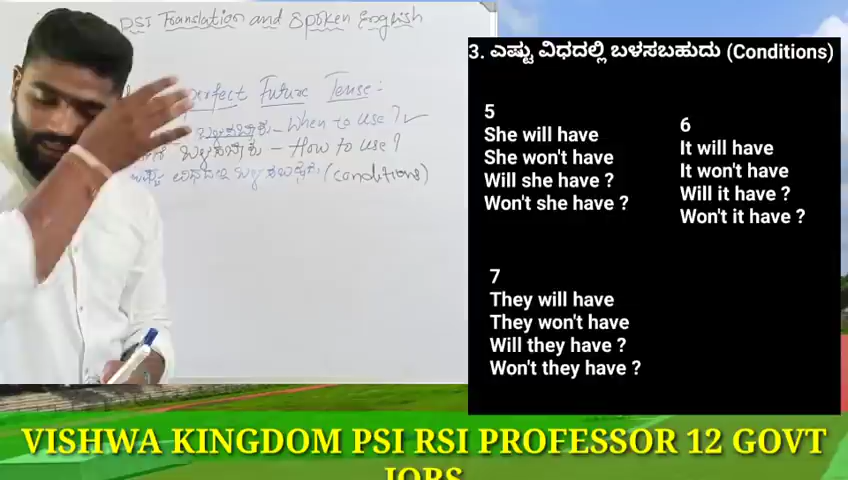 PSI Translation and Spoken English
perfect Future Tense :-
ಬಳಸಬೇಕು - When to use ?
ಬಳಸಬೇಕು - How to use ?
(conditions)
3. ಎಷ್ಟು ವಿಧದಲ್ಲಿ ಬಳಸಬಹುದು (Conditions)
5
She will have
She won't have
Will she have ?
Won't she have ?
6
It will have
It won't have
Will it have ?
Won't it have ?
7
They will have
They won't have
Will they have ?
Won't they have ?
VISHWA KINGDOM PSI RSI PROFESSOR 12 GOVT
JOBS